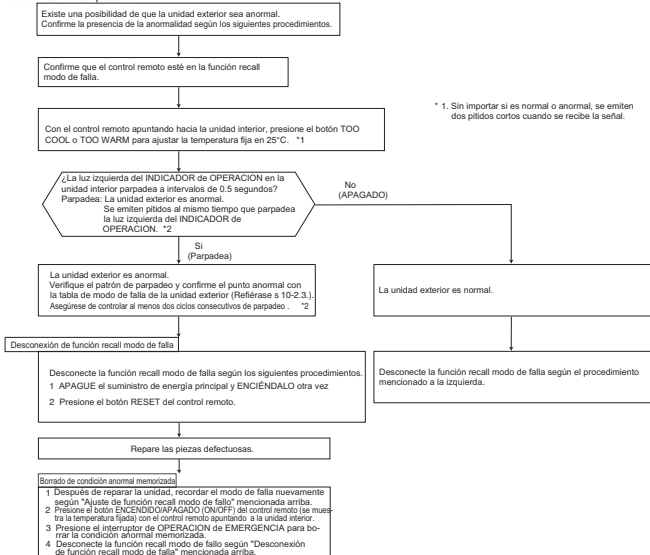 Existe una posibilidad de que la unidad exterior sea anormal.
Confirme la presencia de la anormalidad según los siguientes procedimientos.
Confirme que el control remoto esté en la función recall
modo de falla.
* 1. Sin importar si es normal o anormal, se emiten
dos pitidos cortos cuando se recibe la señal.
Con el control remoto apuntando hacia la unidad interior, presione el botón TOO
COOL o TOO WARM para ajustar la temperatura fija en 25°C. *1
¿La luz izquierda del INDICADOR de OPERACION en la
unidad interior parpadea a intervalos de 0.5 segundos?
Parpadea: La unidad exterior es anormal.
Se emiten pitidos al mismo tiempo que parpadea
la luz izquierda del INDICADOR de
OPERACION. *2
No
(APAGADO)
Si
(Parpadea)
La unidad exterior es anormal.
Verifique el patrón de parpadeo y confirme el punto anormal con
la tabla de modo de falla de la unidad exterior (Refiérase s 10-2.3.).
Asegúrese de controlar al menos dos ciclos consecutivos de parpadeo . *2
La unidad exterior es normal.
Desconexión de función recall modo de falla
Desconecte la función recall modo de falla según los siguientes procedimientos.
1 APAGUE el suministro de energía principal y ENCIÉNDALO otra vez
2 Presione el botón RESET del control remoto.
Desconecte la función recall modo de falla según el procedimiento
mencionado a la izquierda.
Repare las piezas defectuosas.
Borrado de condición anormal memorizada
1 Después de reparar la unidad, recordar el modo de falla nuevamente
según "Ajuste de función recall modo de fallo" mencionada arriba.
2 Presione el botón ENCENDIDO/APAGADO (ON/OFF) del control remoto (se mues-
tra la temperatura fijada) con el control remoto apuntando a la unidad interior.
3 Presione el interruptor de OPERACION de EMERGENCIA para bo-
rrar la condición anormal memorizada.
4 Desconecte la función recall modo de fallo según "Desconexión
de función recall modo de falla" mencionada arriba.